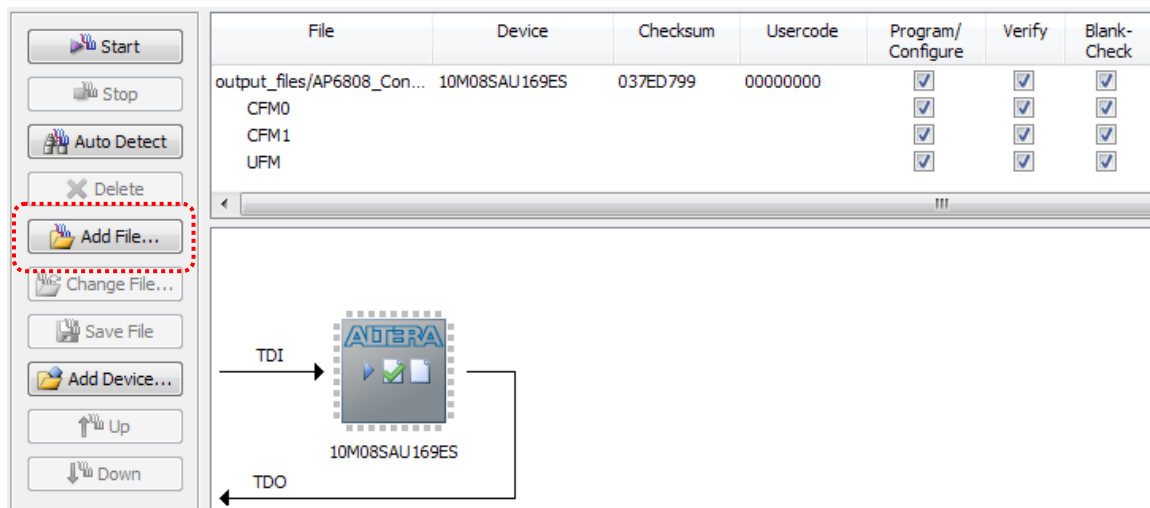 Start
Stop
Auto Detect
Delete
Add File...
Change File...
Save File
Add Device...
Up
Down
File Device Checksum Usercode Program/ Configure Verify Blank- Check
output_files/AP6808_Con... 10M08SAU169ES 037ED799 00000000
CFM0
CFM1
UFM
ALTERA
TDI
10M08SAU169ES
TDO